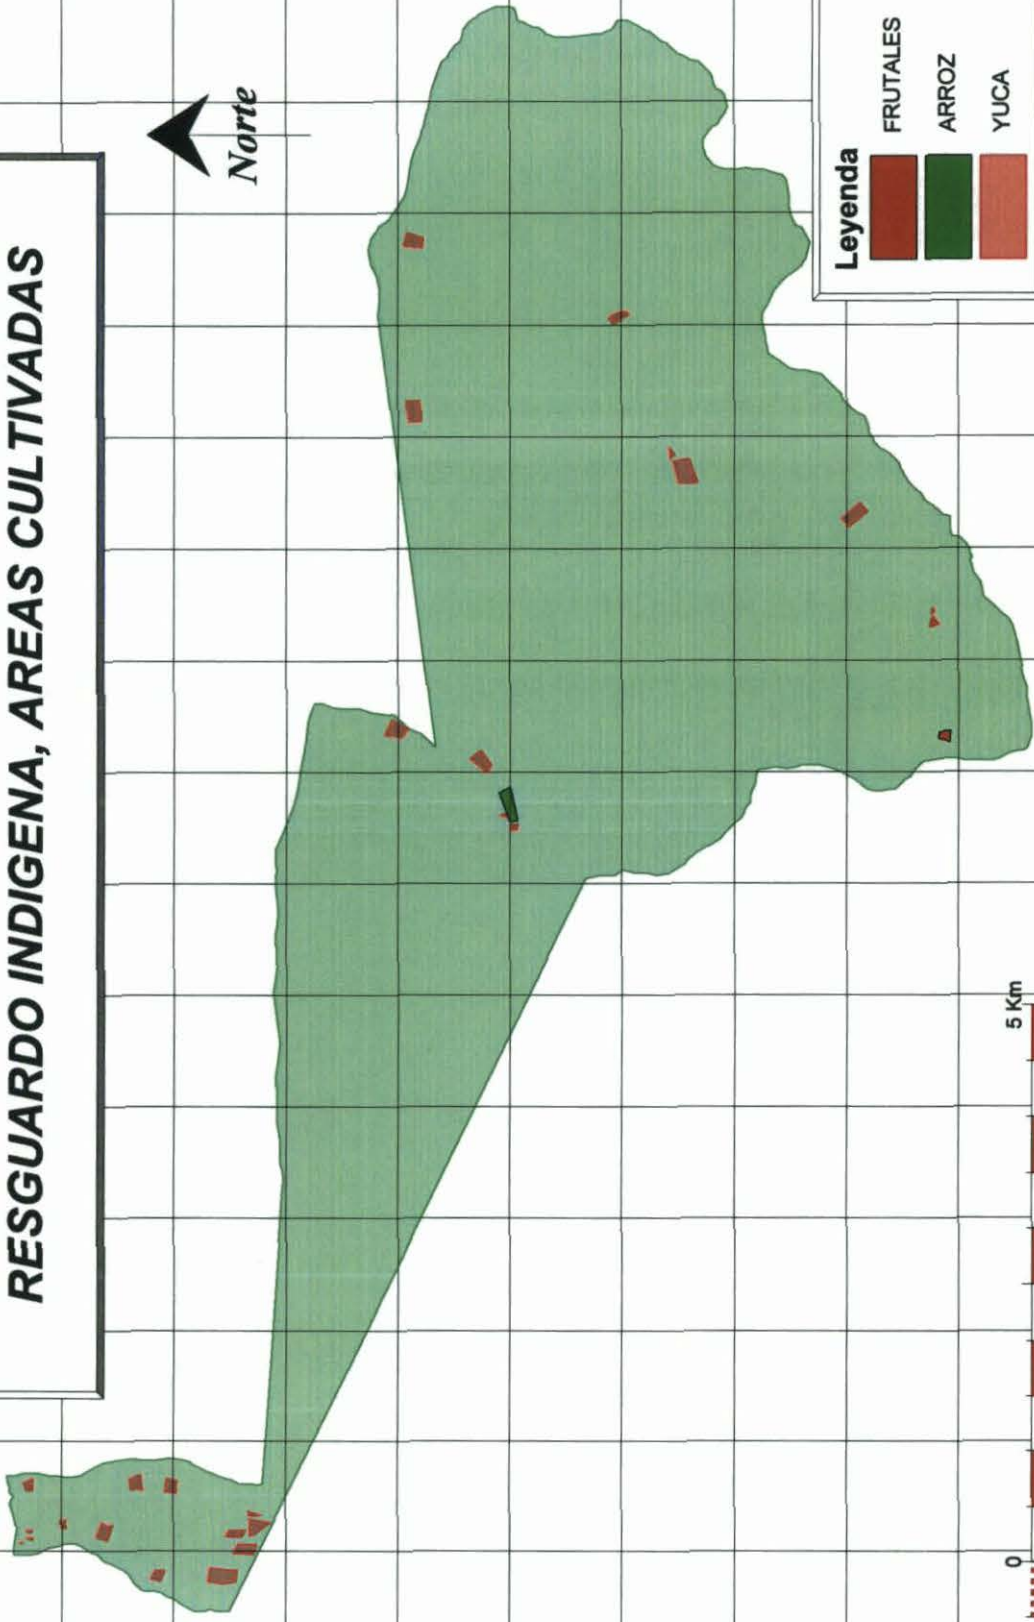 RESGUARDO INDIGENA, AREAS CULTIVADAS
Norte
Leyenda
FRUTALES
ARROZ
YUCA
0
5 Km